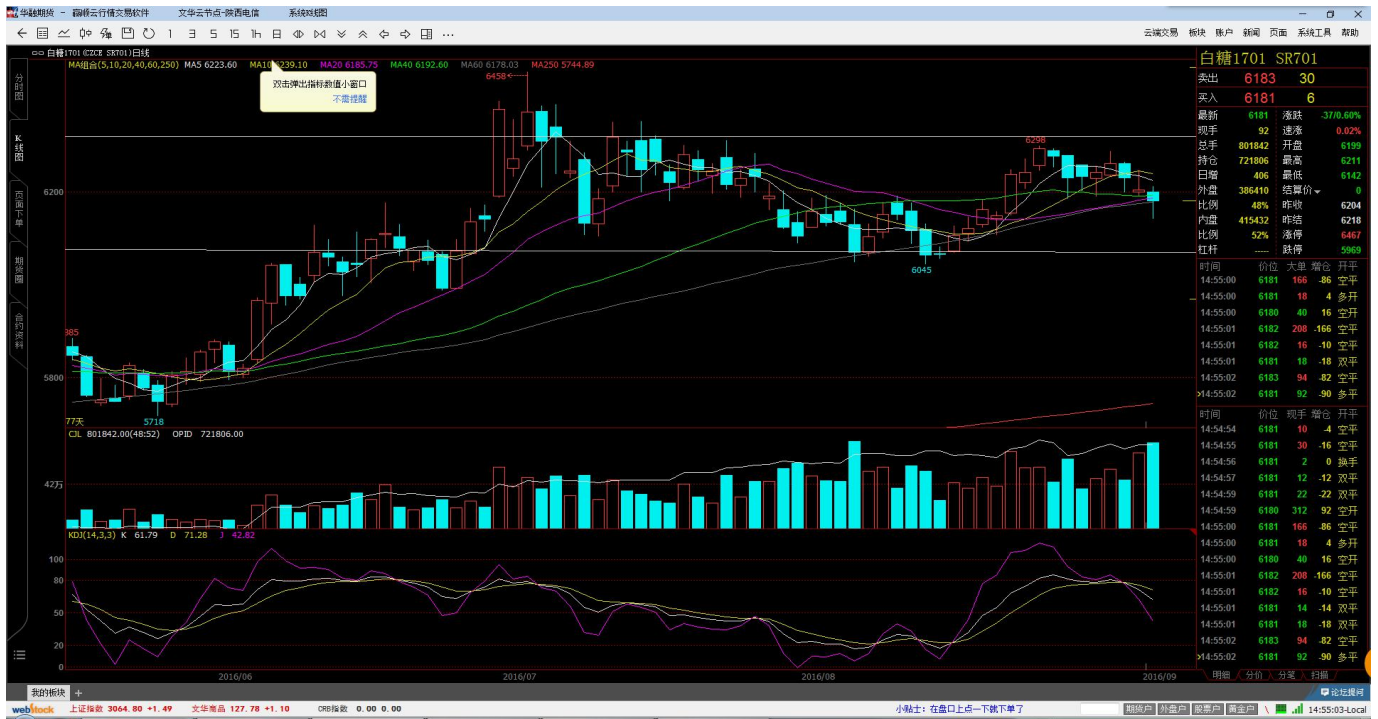 华融期货 - 赢顺云行情交易软件 文华云节点-陕西电信 系统K线图
1 3 5 15 1h 日
云端交易 板块 账户 新闻 页面 系统工具 帮助
白糖1701(CZCE SR701)日线
MA组合(5,10,20,40,60,250) MA5 6223.60 MA10 6239.10 MA20 6185.75 MA40 6192.60 MA60 6178.03 MA250 5744.89
双击弹出指标数值小窗口
不需提醒
分时图
K线图
页面下单
期货圈
合约资料
6458
6298
6200
6045
385
5800
77天
5718
CJL 801842.00(48:52) OPID 721806.00
42万
KDJ(14,3,3) K 61.79 D 71.28 J 42.82
100
80
50
20
0
2016/06 2016/07 2016/08 2016/09
白糖1701 SR701
卖出 6183 30
买入 6181 6
最新 6181 涨跌 -37/0.60%
现手 92 速涨 0.02%
总手 801842 开盘 6199
持仓 721806 最高 6211
日增 406 最低 6142
外盘 386410 结算价 0
比例 48% 昨收 6204
内盘 415432 昨结 6218
比例 52% 涨停 6467
杠杆 ----- 跌停 5969
时间 价位 大单 增仓 开平
14:55:00 6181 166 -86 空平
14:55:00 6181 18 4 多开
14:55:00 6180 40 16 空开
14:55:01 6182 208 -166 空平
14:55:01 6182 16 -10 空平
14:55:01 6181 18 -18 双平
14:55:02 6183 94 -82 空平
14:55:02 6181 92 -90 多平
时间 价位 现手 增仓 开平
14:54:54 6181 10 -4 空平
14:54:55 6181 30 -16 空平
14:54:56 6181 2 0 换手
14:54:57 6181 12 -12 双平
14:54:59 6181 22 -22 双平
14:54:59 6180 312 92 空开
14:55:00 6181 166 -86 空平
14:55:00 6181 18 4 多开
14:55:00 6180 40 16 空开
14:55:01 6182 208 -166 空平
14:55:01 6182 16 -10 空平
14:55:01 6181 14 -14 双平
14:55:01 6181 18 -18 双平
14:55:02 6183 94 -82 空平
14:55:02 6181 92 -90 多平
明细 分价 分笔 扫描
我的板块 +
论坛提问
webstock 上证指数 3064.80 +1.49 文华商品 127.78 +1.10 CRB指数 0.00 0.00
小贴士: 在盘口上点一下就下单了
期货户 外盘户 股票户 黄金户 14:55:03-Local